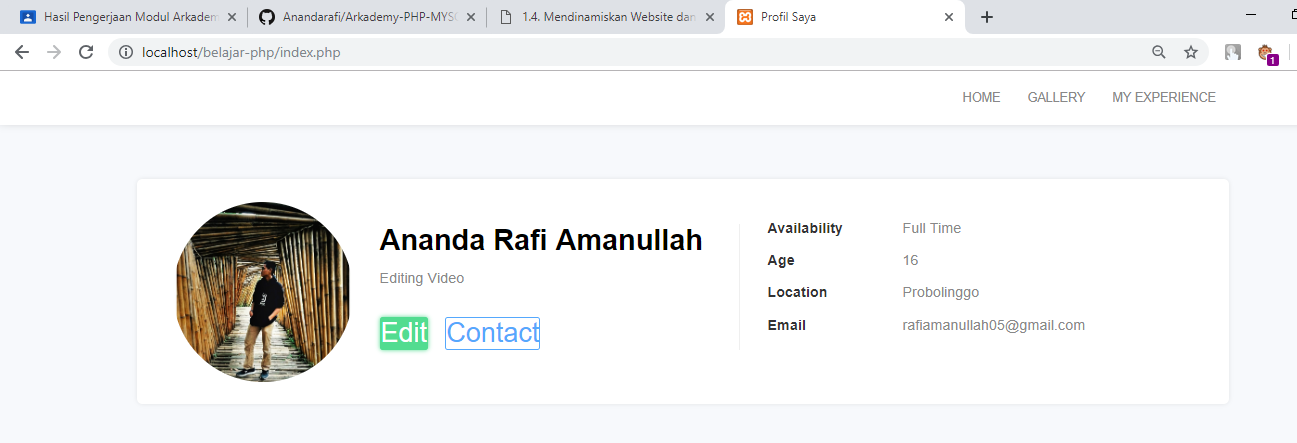 Hasil Pengerjaan Modul Arkadem
Anandarafi/Arkademy-PHP-MYSQ
1.4. Mendinamiskan Website dan
Profil Saya
localhost/belajar-php/index.php
1
HOME GALLERY MY EXPERIENCE
Ananda Rafi Amanullah
Editing Video
Edit Contact
Availability Full Time
Age 16
Location Probolinggo
Email rafiamanullah05@gmail.com